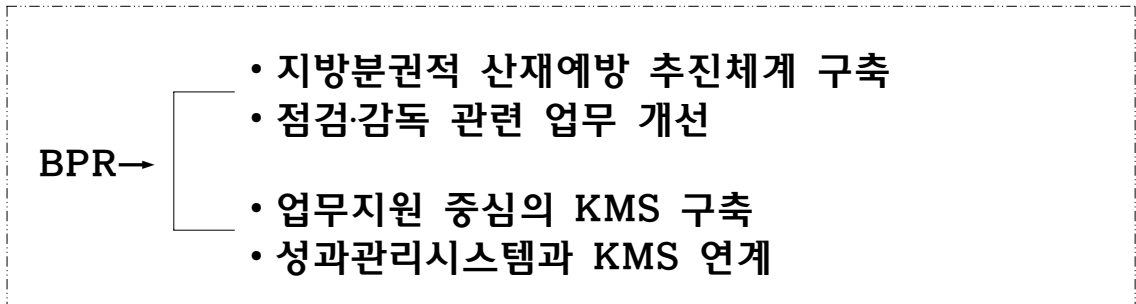 • 지방분권적 산재예방 추진체계 구축
• 점검·감독 관련 업무 개선
BPR→
• 업무지원 중심의 KMS 구축
• 성과관리시스템과 KMS 연계